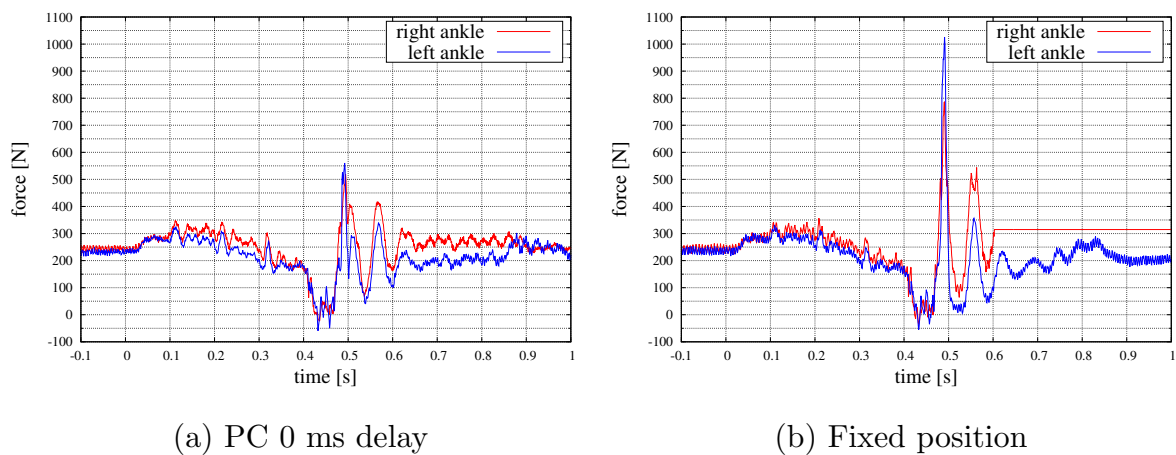 1100
1000
900
800
700
600
500
400
300
200
100
0
-100
force [N]
right ankle
left ankle
-0.1 0 0.1 0.2 0.3 0.4 0.5 0.6 0.7 0.8 0.9 1
time [s]
(a) PC 0 ms delay
1100
1000
900
800
700
600
500
400
300
200
100
0
-100
force [N]
right ankle
left ankle
-0.1 0 0.1 0.2 0.3 0.4 0.5 0.6 0.7 0.8 0.9 1
time [s]
(b) Fixed position